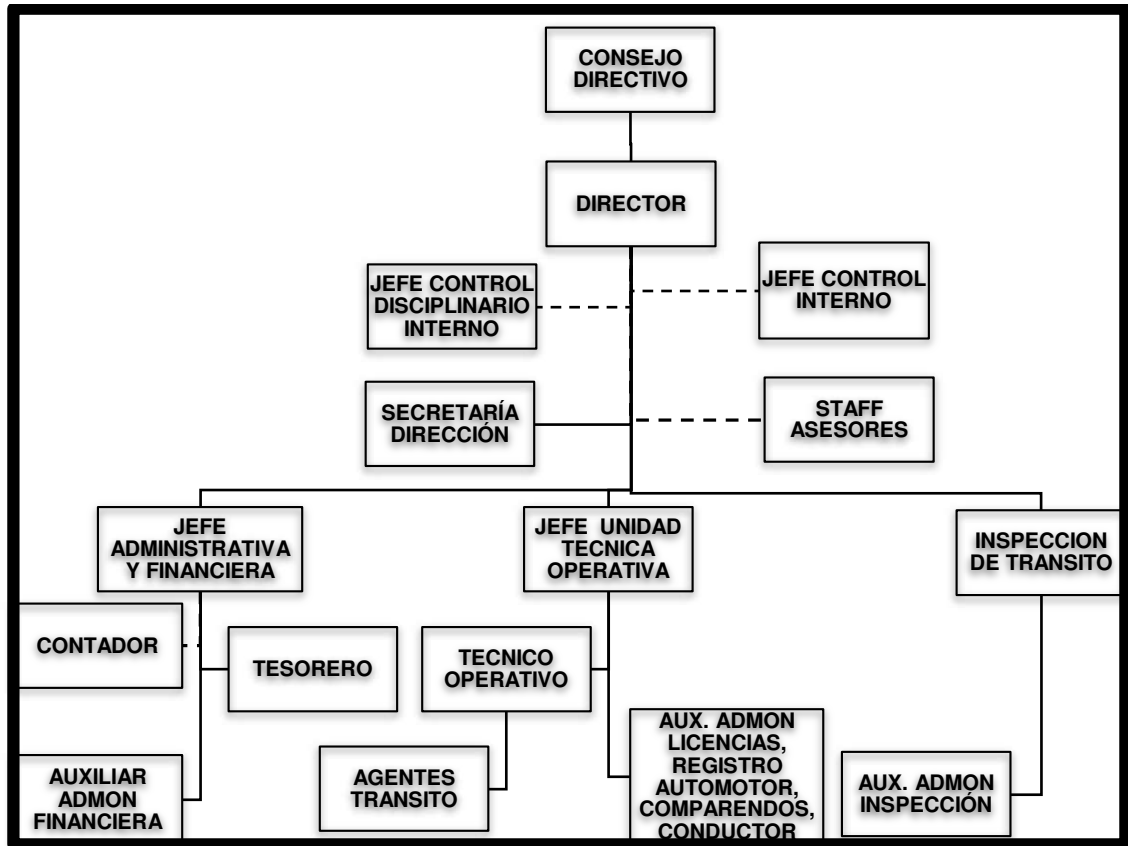 CONSEJO
DIRECTIVO
DIRECTOR
JEFE CONTROL
DISCIPLINARIO
INTERNO
JEFE CONTROL
INTERNO
SECRETARÍA
DIRECCIÓN
STAFF
ASESORES
JEFE
ADMINISTRATIVA
Y FINANCIERA
JEFE UNIDAD
TECNICA
OPERATIVA
INSPECCION
DE TRANSITO
CONTADOR
TESORERO
TECNICO
OPERATIVO
AUXILIAR
ADMON
FINANCIERA
AGENTES
TRANSITO
AUX. ADMON
LICENCIAS,
REGISTRO
AUTOMOTOR,
COMPARENDOS,
CONDUCTOR
AUX. ADMON
INSPECCIÓN